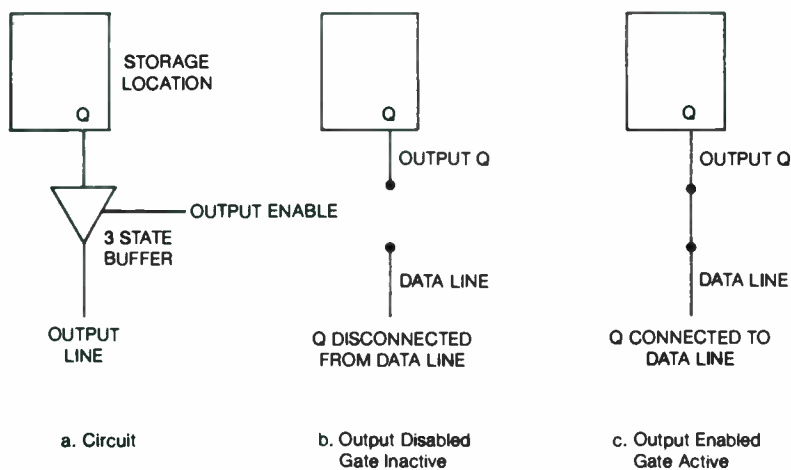 Q
STORAGE
LOCATION
OUTPUT ENABLE
3 STATE
BUFFER
OUTPUT
LINE
a. Circuit
Q
OUTPUT Q
DATA LINE
Q DISCONNECTED
FROM DATA LINE
b. Output Disabled
Gate Inactive
Q
OUTPUT Q
DATA LINE
Q CONNECTED TO
DATA LINE
c. Output Enabled
Gate Active